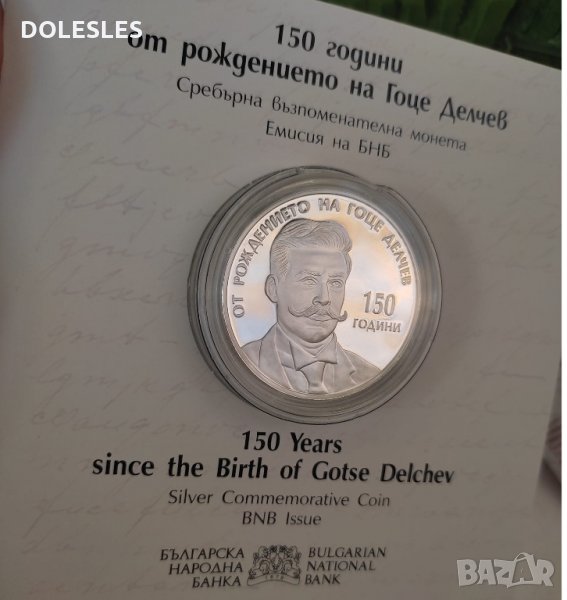 DOLESLES
150 години
от рождението на Гоце Делчев
Сребърна възпоменателна монета
Емисия на БНБ
ОТ РОЖДЕНИЕТО НА ГОЦЕ ДЕЛЧЕВ
150
ГОДИНИ
150 Years
since the Birth of Gotse Delchev
Silver Commemorative Coin
BNB Issue
БЪЛГАРСКА
НАРОДНА
БАНКА
BULGARIAN
NATIONAL
BANK
BAZAR